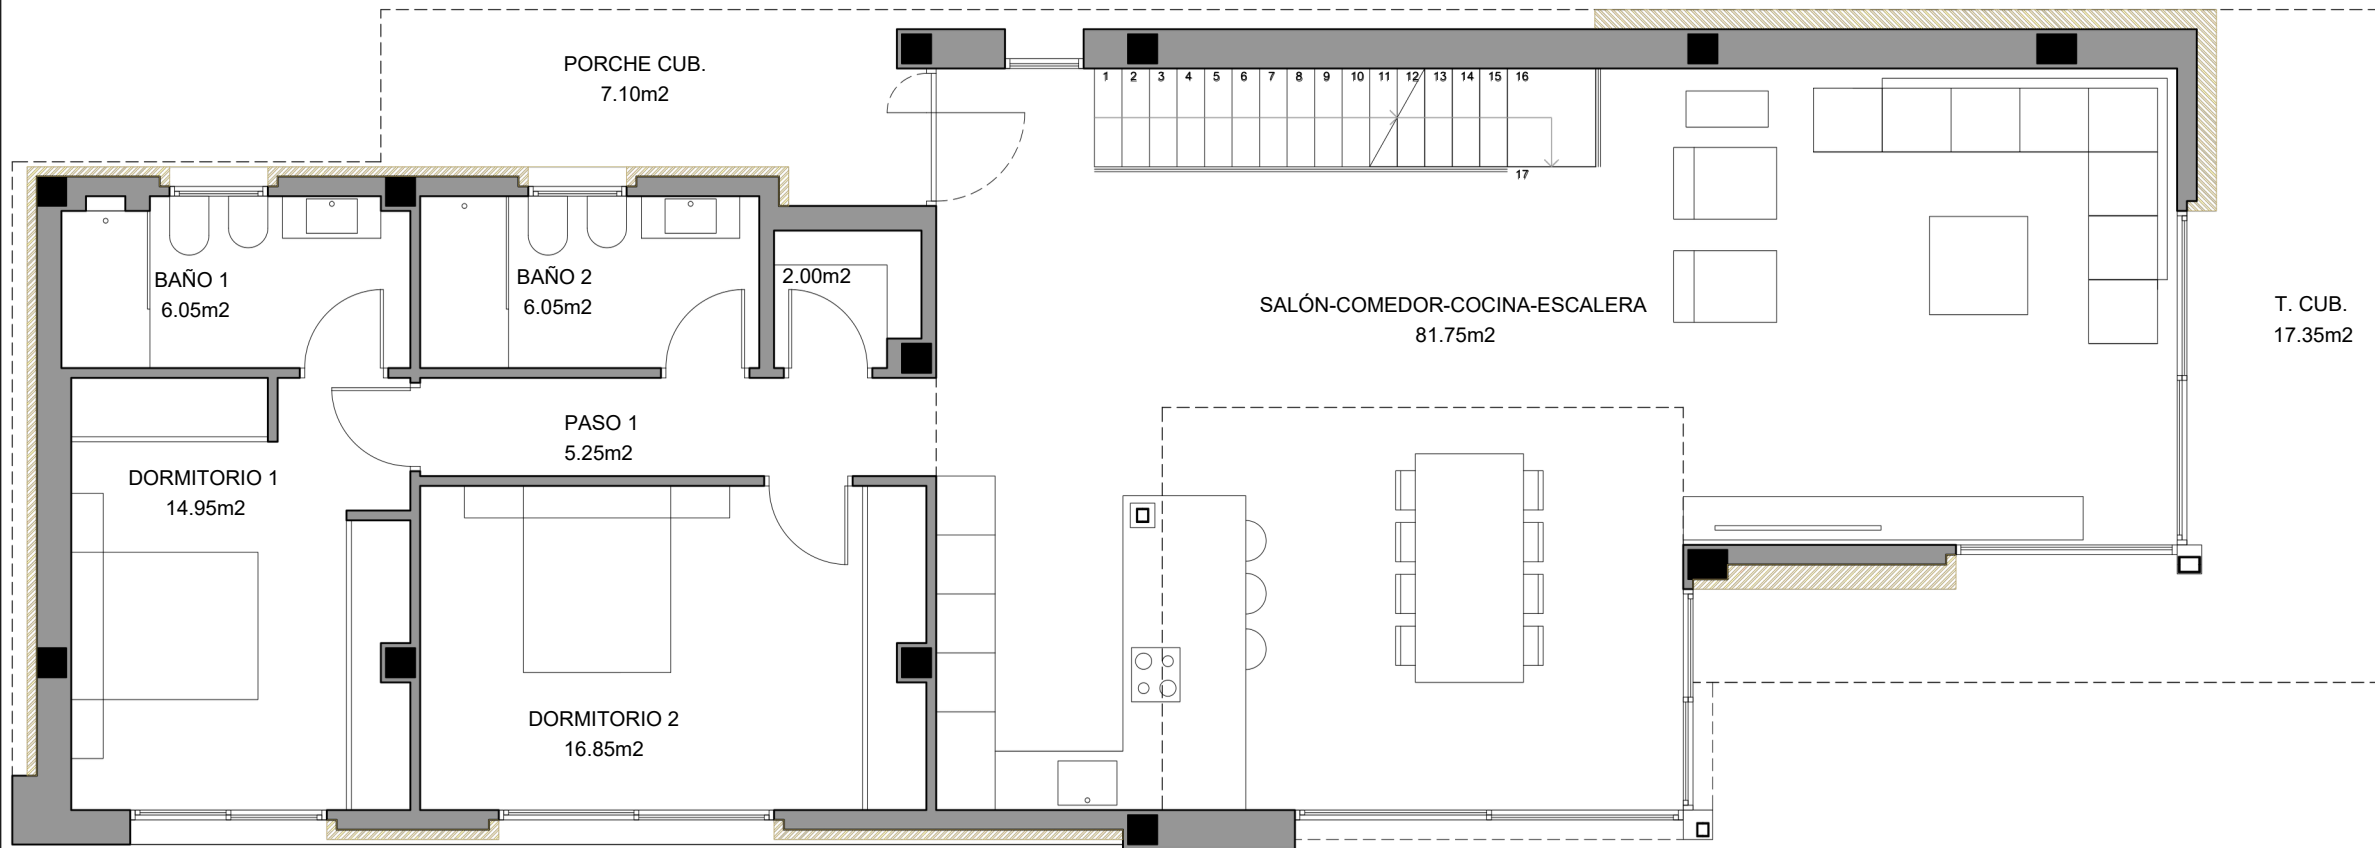 PORCHE CUB.
7.10m2
1 2 3 4 5 6 7 8 9 10 11 12 13 14 15 16
17
BAÑO 1
6.05m2
BAÑO 2
6.05m2
2.00m2
SALÓN-COMEDOR-COCINA-ESCALERA
81.75m2
T. CUB.
17.35m2
PASO 1
5.25m2
DORMITORIO 1
14.95m2
DORMITORIO 2
16.85m2